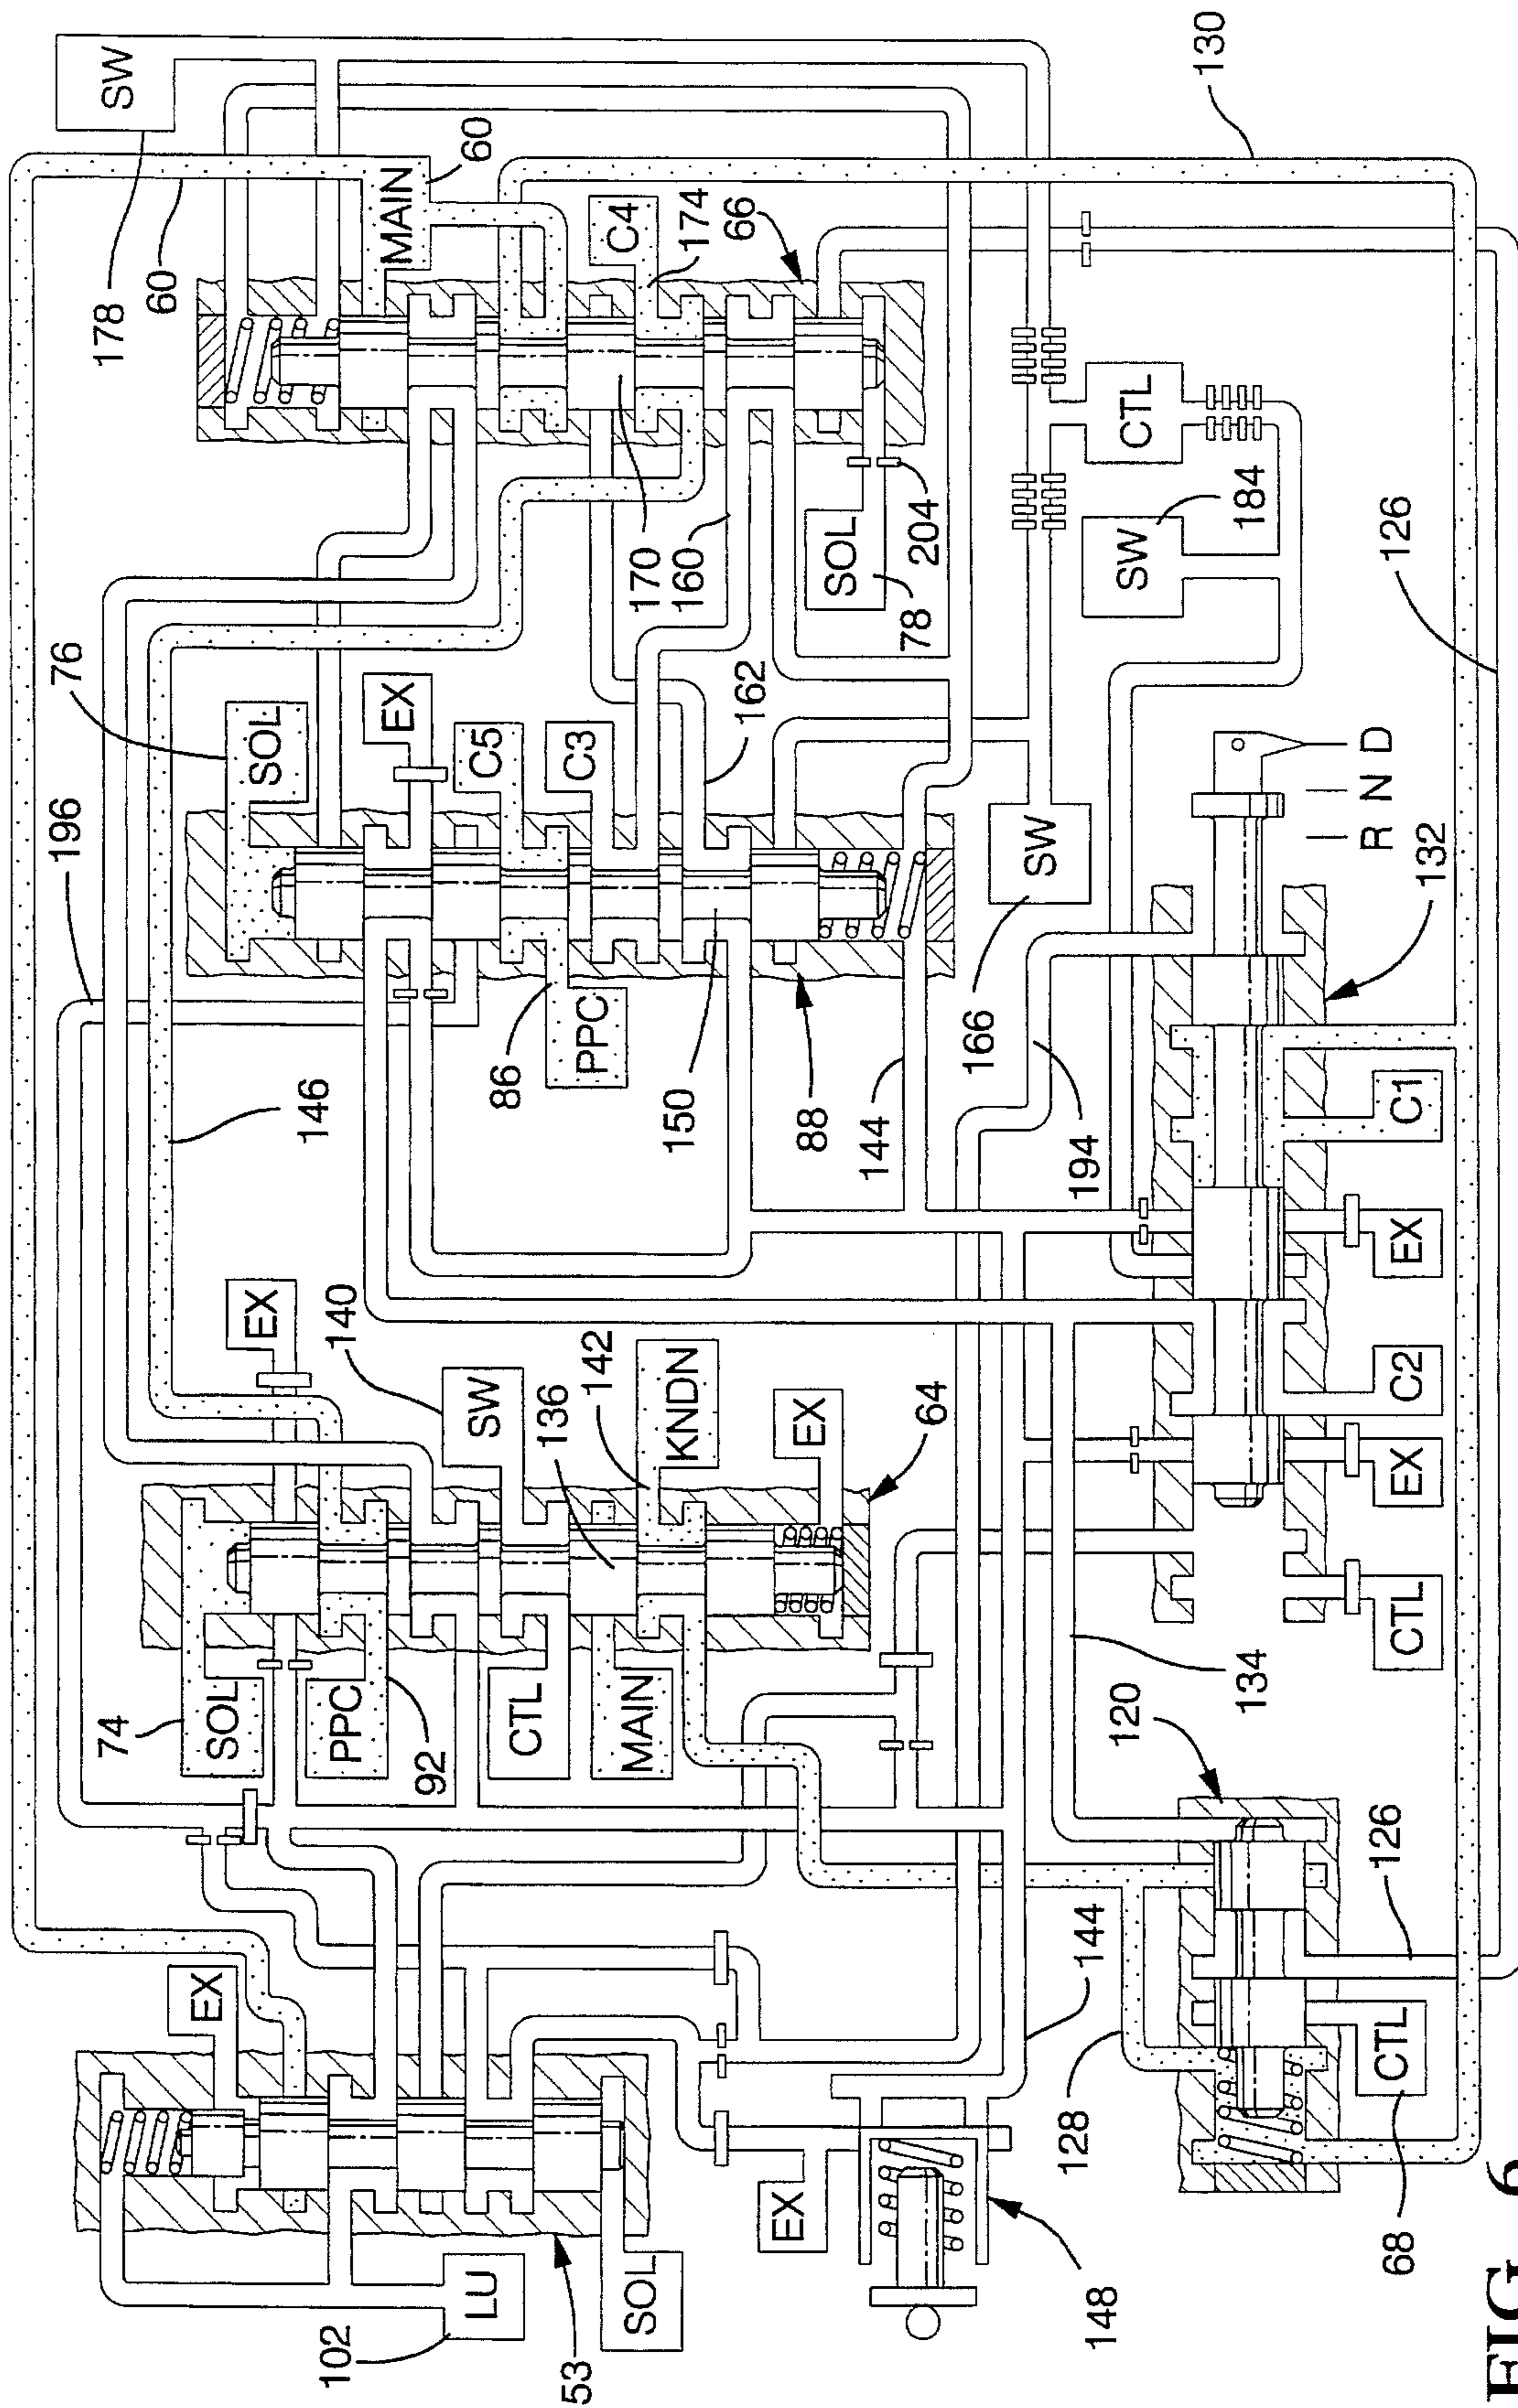 SW
178
60
MAIN
60
C4
174
66
130
76
SOL
EX
C5
C3
162
170
160
SOL
78
204
CTL
SW
184
126
196
146
86
PPC
150
88
144
166
SW
194
R N D
132
C1
EX
C2
EX
CTL
EX
140
SW
136
142
KNDN
EX
64
74
SOL
PPC
92
CTL
MAIN
134
120
126
EX
102
LU
53
SOL
EX
148
144
128
68
CTL
FIG. 6